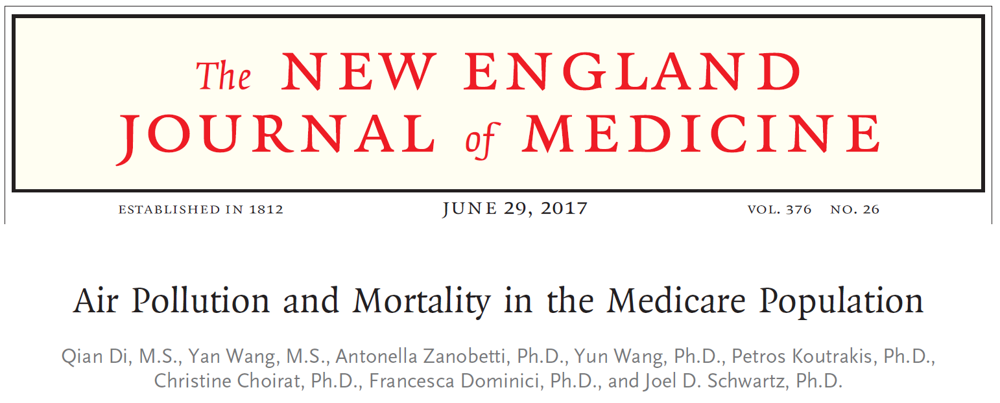 The NEW ENGLAND
JOURNAL of MEDICINE
ESTABLISHED IN 1812 JUNE 29, 2017 VOL. 376 NO. 26
Air Pollution and Mortality in the Medicare Population
Qian Di, M.S., Yan Wang, M.S., Antonella Zanobetti, Ph.D., Yun Wang, Ph.D., Petros Koutrakis, Ph.D.,
Christine Choirat, Ph.D., Francesca Dominici, Ph.D., and Joel D. Schwartz, Ph.D.